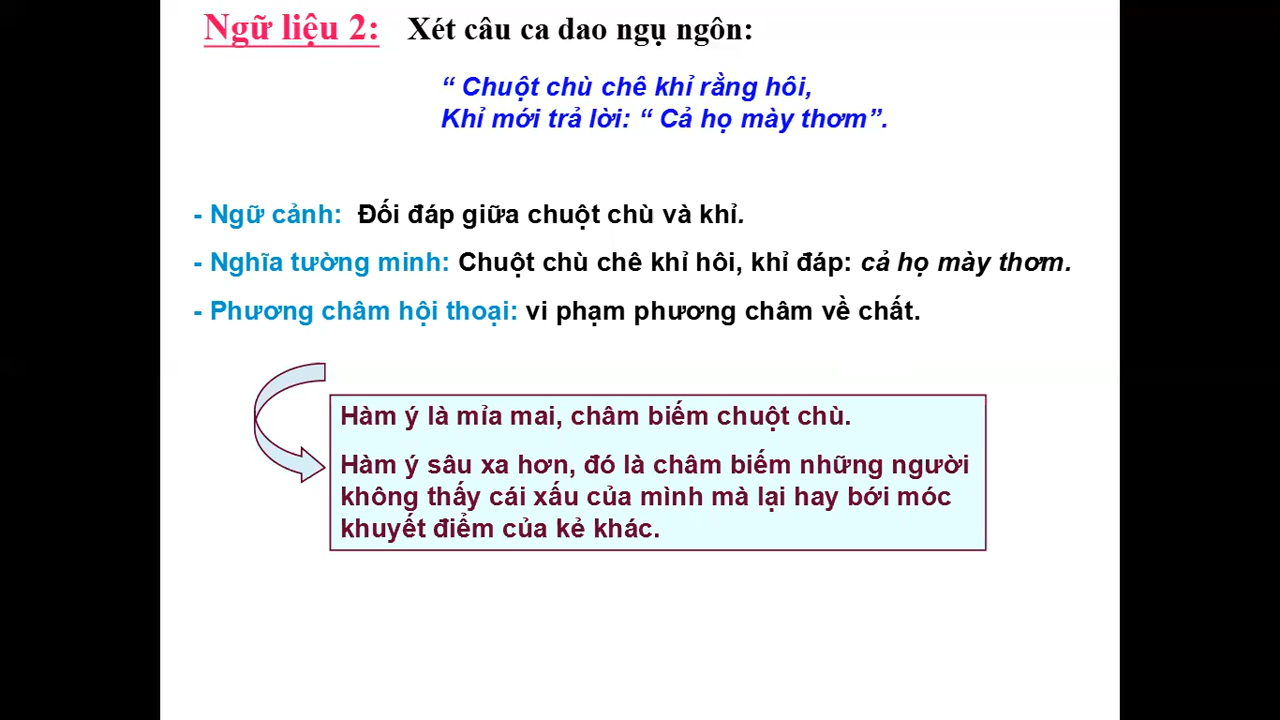 Ngữ liệu 2: Xét câu ca dao ngụ ngôn:
“ Chuột chù chê khỉ rằng hôi,
Khỉ mới trả lời: “ Cả họ mày thơm”.
- Ngữ cảnh: Đối đáp giữa chuột chù và khỉ.
- Nghĩa tường minh: Chuột chù chê khỉ hôi, khỉ đáp: cả họ mày thơm.
- Phương châm hội thoại: vi phạm phương châm về chất.
Hàm ý là mỉa mai, châm biếm chuột chù.
Hàm ý sâu xa hơn, đó là châm biếm những người
không thấy cái xấu của mình mà lại hay bới móc
khuyết điểm của kẻ khác.